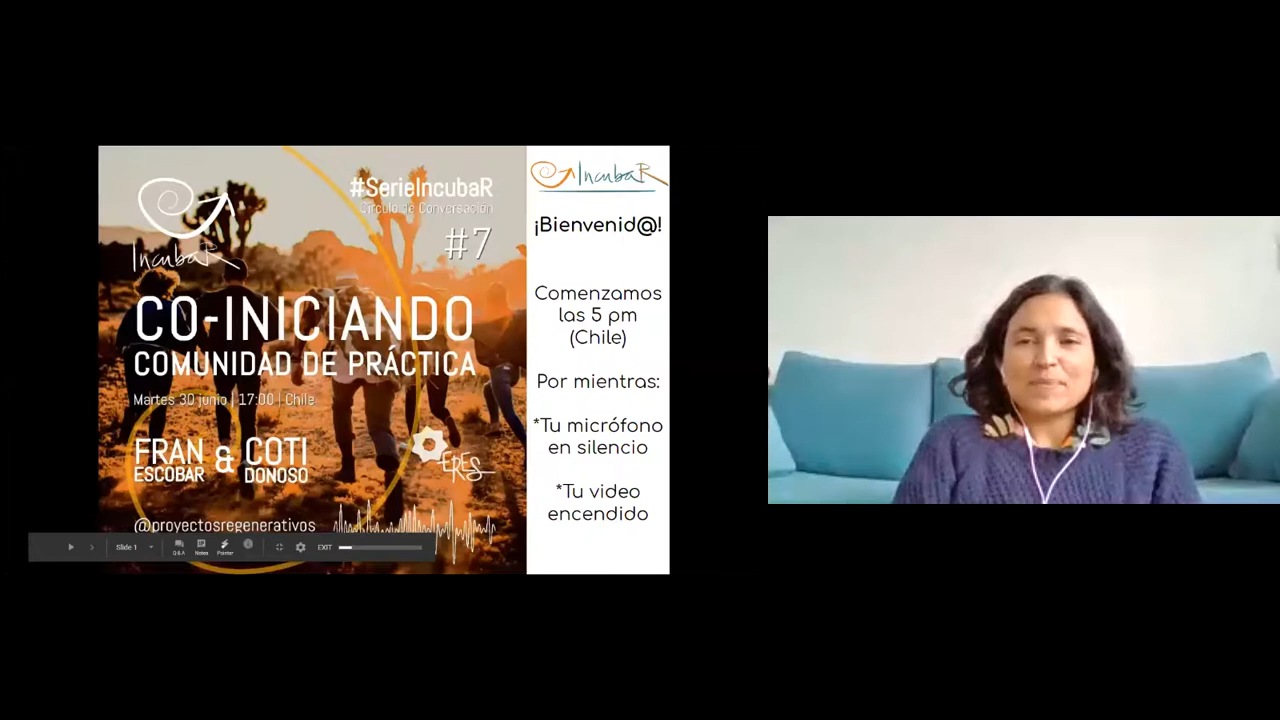 IncubaR
#SerieIncubaR
Círculo de Conversación
#7
CO-INICIANDO
COMUNIDAD DE PRÁCTICA
Martes 30 junio | 17:00 | Chile
FRAN & COTI
ESCOBAR DONOSO
ERES
@proyectosregenerativos
IncubaR
¡Bienvenid@!
Comenzamos
las 5 pm
(Chile)
Por mientras:
*Tu micrófono
en silencio
*Tu video
encendido
Slide 1
Q&A
Notes
Pointer
EXIT